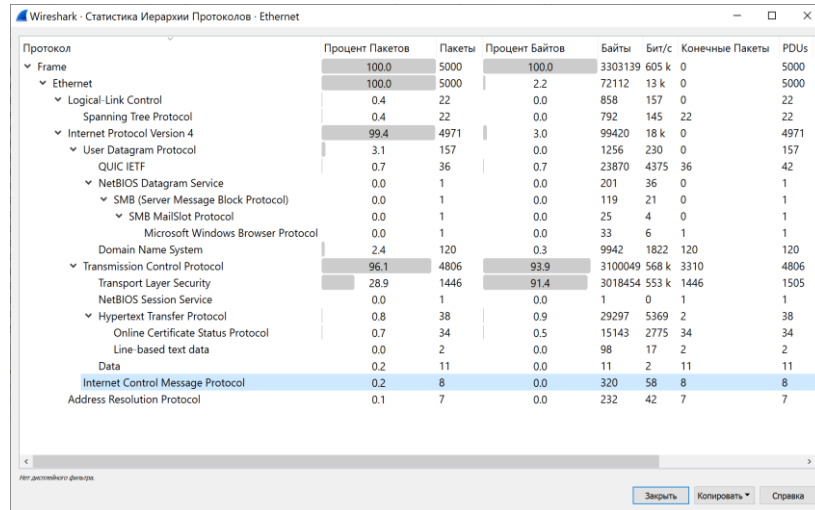 Wireshark · Статистика Иерархии Протоколов · Ethernet
Протокол Процент Пакетов Пакеты Процент Байтов Байты Бит/с Конечные Пакеты PDUs
Frame 100.0 5000 100.0 3303139 605 k 0 5000
Ethernet 100.0 5000 2.2 72112 13 k 0 5000
Logical-Link Control 0.4 22 0.0 858 157 0 22
Spanning Tree Protocol 0.4 22 0.0 792 145 22 22
Internet Protocol Version 4 99.4 4971 3.0 99420 18 k 0 4971
User Datagram Protocol 3.1 157 0.0 1256 230 0 157
QUIC IETF 0.7 36 0.7 23870 4375 36 42
NetBIOS Datagram Service 0.0 1 0.0 201 36 0 1
SMB (Server Message Block Protocol) 0.0 1 0.0 119 21 0 1
SMB MailSlot Protocol 0.0 1 0.0 25 4 0 1
Microsoft Windows Browser Protocol 0.0 1 0.0 33 6 1 1
Domain Name System 2.4 120 0.3 9942 1822 120 120
Transmission Control Protocol 96.1 4806 93.9 3100049 568 k 3310 4806
Transport Layer Security 28.9 1446 91.4 3018454 553 k 1446 1505
NetBIOS Session Service 0.0 1 0.0 1 0 1 1
Hypertext Transfer Protocol 0.8 38 0.9 29297 5369 2 38
Online Certificate Status Protocol 0.7 34 0.5 15143 2775 34 34
Line-based text data 0.0 2 0.0 98 17 2 2
Data 0.2 11 0.0 11 2 11 11
Internet Control Message Protocol 0.2 8 0.0 320 58 8 8
Address Resolution Protocol 0.1 7 0.0 232 42 7 7
Нет дисплейного фильтра.
Закрыть Копировать Справка